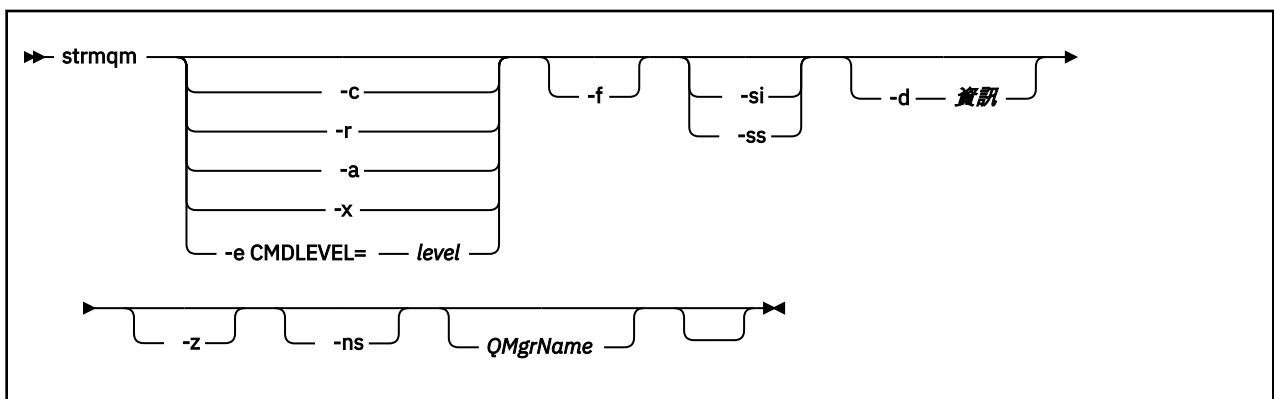 strmqm
-c
-r
-a
-x
-e CMDLEVEL= level
-f
-si
-ss
-d 資訊
-z
-ns
QMgrName